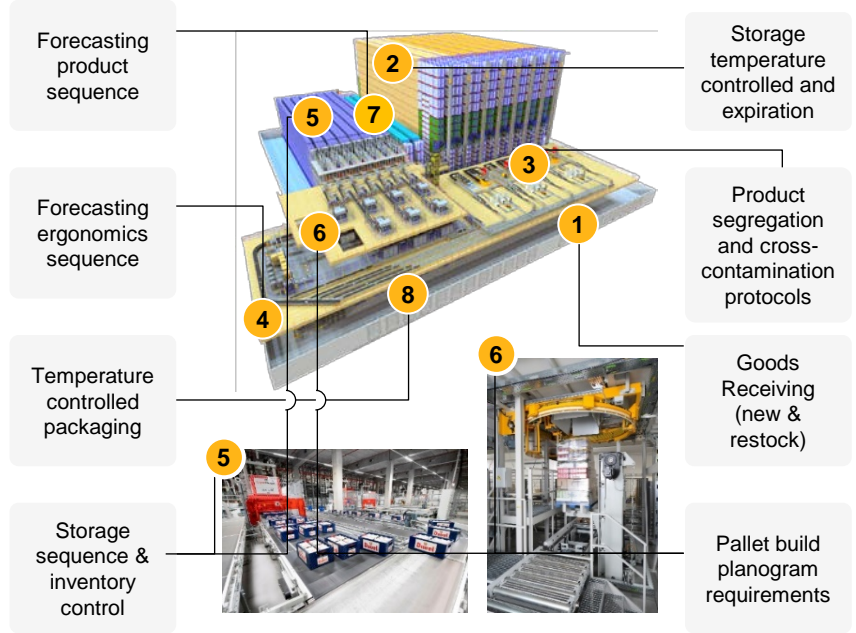 Forecasting
product
sequence
Forecasting
ergonomics
sequence
Temperature
controlled
packaging
Storage
sequence &
inventory
control
2
5
7
3
6
1
8
4
6
5
Storage
temperature
controlled and
expiration
Product
segregation
and cross-
contamination
protocols
Goods
Receiving
(new &
restock)
Pallet build
planogram
requirements